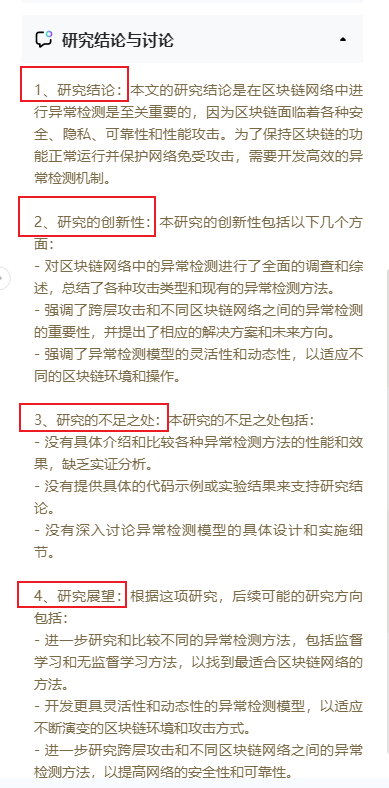 研究结论与讨论
1、研究结论：本文的研究结论是在区块链网络中进
行异常检测是至关重要的，因为区块链面临着各种安
全、隐私、可靠性和性能攻击。为了保持区块链的功
能正常运行并保护网络免受攻击，需要开发高效的异
常检测机制。
2、研究的创新性：本研究的创新性包括以下几个方
面：
- 对区块链网络中的异常检测进行了全面的调查和综
述，总结了各种攻击类型和现有的异常检测方法。
- 强调了跨层攻击和不同区块链网络之间的异常检测
的重要性，并提出了相应的解决方案和未来方向。
- 强调了异常检测模型的灵活性和动态性，以适应不
同的区块链环境和操作。
3、研究的不足之处：本研究的不足之处包括：
- 没有具体介绍和比较各种异常检测方法的性能和效
果，缺乏实证分析。
- 没有提供具体的代码示例或实验结果来支持研究结
论。
- 没有深入讨论异常检测模型的具体设计和实施细
节。
4、研究展望：根据这项研究，后续可能的研究方向
包括：
- 进一步研究和比较不同的异常检测方法，包括监督
学习和无监督学习方法，以找到最适合区块链网络的
方法。
- 开发更具灵活性和动态性的异常检测模型，以适应
不断演变的区块链环境和攻击方式。
- 进一步研究跨层攻击和不同区块链网络之间的异常
检测方法，以提高网络的安全性和可靠性。